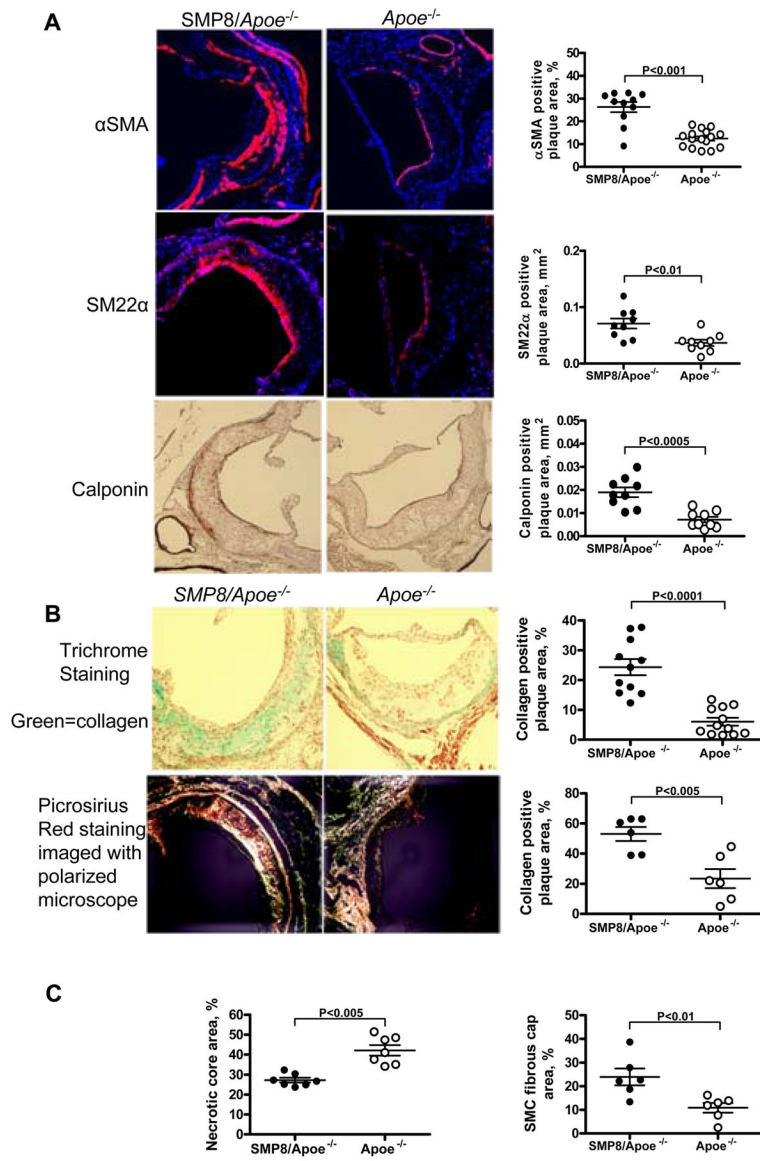 A
SMP8/Apoe-/-
Apoe-/-
αSMA
αSMA positive
plaque area, %
50
40
30
20
10
0
P<0.001
SMP8/Apoe-/-
Apoe-/-
SM22α
SM22α positive
plaque area, mm2
0.2
0.1
0.0
P<0.01
SMP8/Apoe-/-
Apoe-/-
Calponin
Calponin positive
plaque area, mm2
0.05
0.04
0.03
0.02
0.01
0.00
P<0.0005
SMP8/Apoe-/-
Apoe-/-
B
SMP8/Apoe-/-
Apoe-/-
Trichrome
Staining
Green=collagen
Collagen positive
plaque area, %
40
30
20
10
0
P<0.0001
SMP8/Apoe-/-
Apoe-/-
Picrosirius
Red staining
imaged with
polarized
microscope
Collagen positive
plaque area, %
80
60
40
20
0
P<0.005
SMP8/Apoe-/-
Apoe-/-
C
Necrotic core area, %
60
50
40
30
20
10
0
P<0.005
SMP8/Apoe-/-
Apoe-/-
SMC fibrous cap
area, %
50
40
30
20
10
0
P<0.01
SMP8/Apoe-/-
Apoe-/-